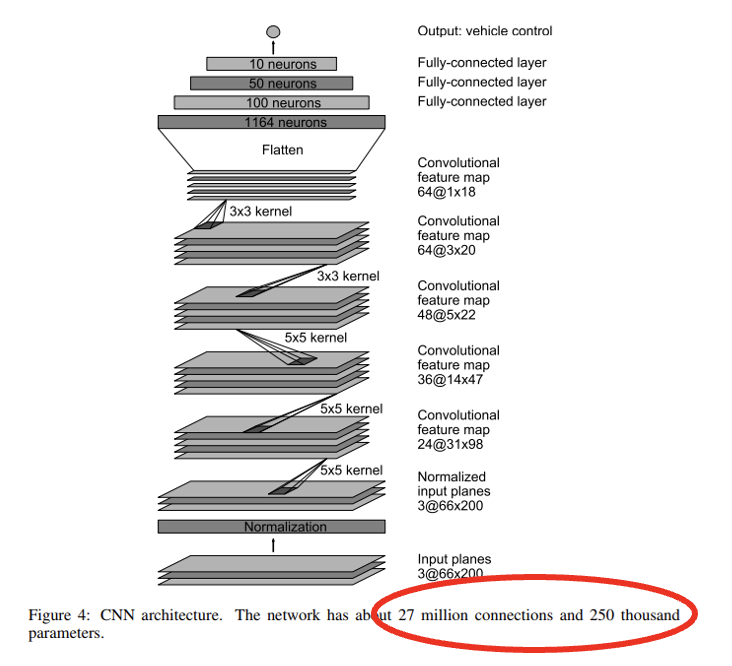 Output: vehicle control
10 neurons
Fully-connected layer
50 neurons
Fully-connected layer
100 neurons
Fully-connected layer
1164 neurons
Flatten
Convolutional
feature map
64@1x18
3x3 kernel
Convolutional
feature map
64@3x20
3x3 kernel
Convolutional
feature map
48@5x22
5x5 kernel
Convolutional
feature map
36@14x47
5x5 kernel
Convolutional
feature map
24@31x98
5x5 kernel
Normalized
input planes
3@66x200
Normalization
Input planes
3@66x200
Figure 4: CNN architecture. The network has about 27 million connections and 250 thousand
parameters.